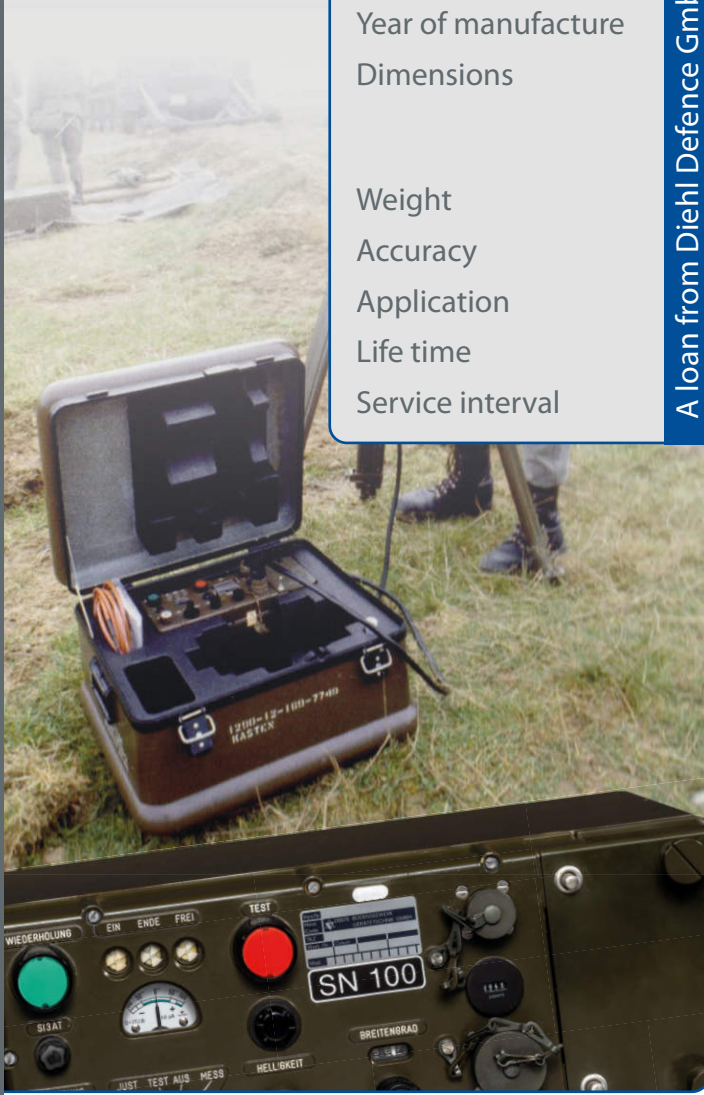 Year of manufacture
Dimensions
Weight
Accuracy
Application
Life time
Service interval
A loan from Diehl Defence Gmb
1290-12-169-7740
KASTEN
WIEDERHOLUNG
EIN ENDE FREI
TEST
SN 100
SI3AT
HELLIGKEIT
BREITENGRAD
JUST TEST AUS MESS